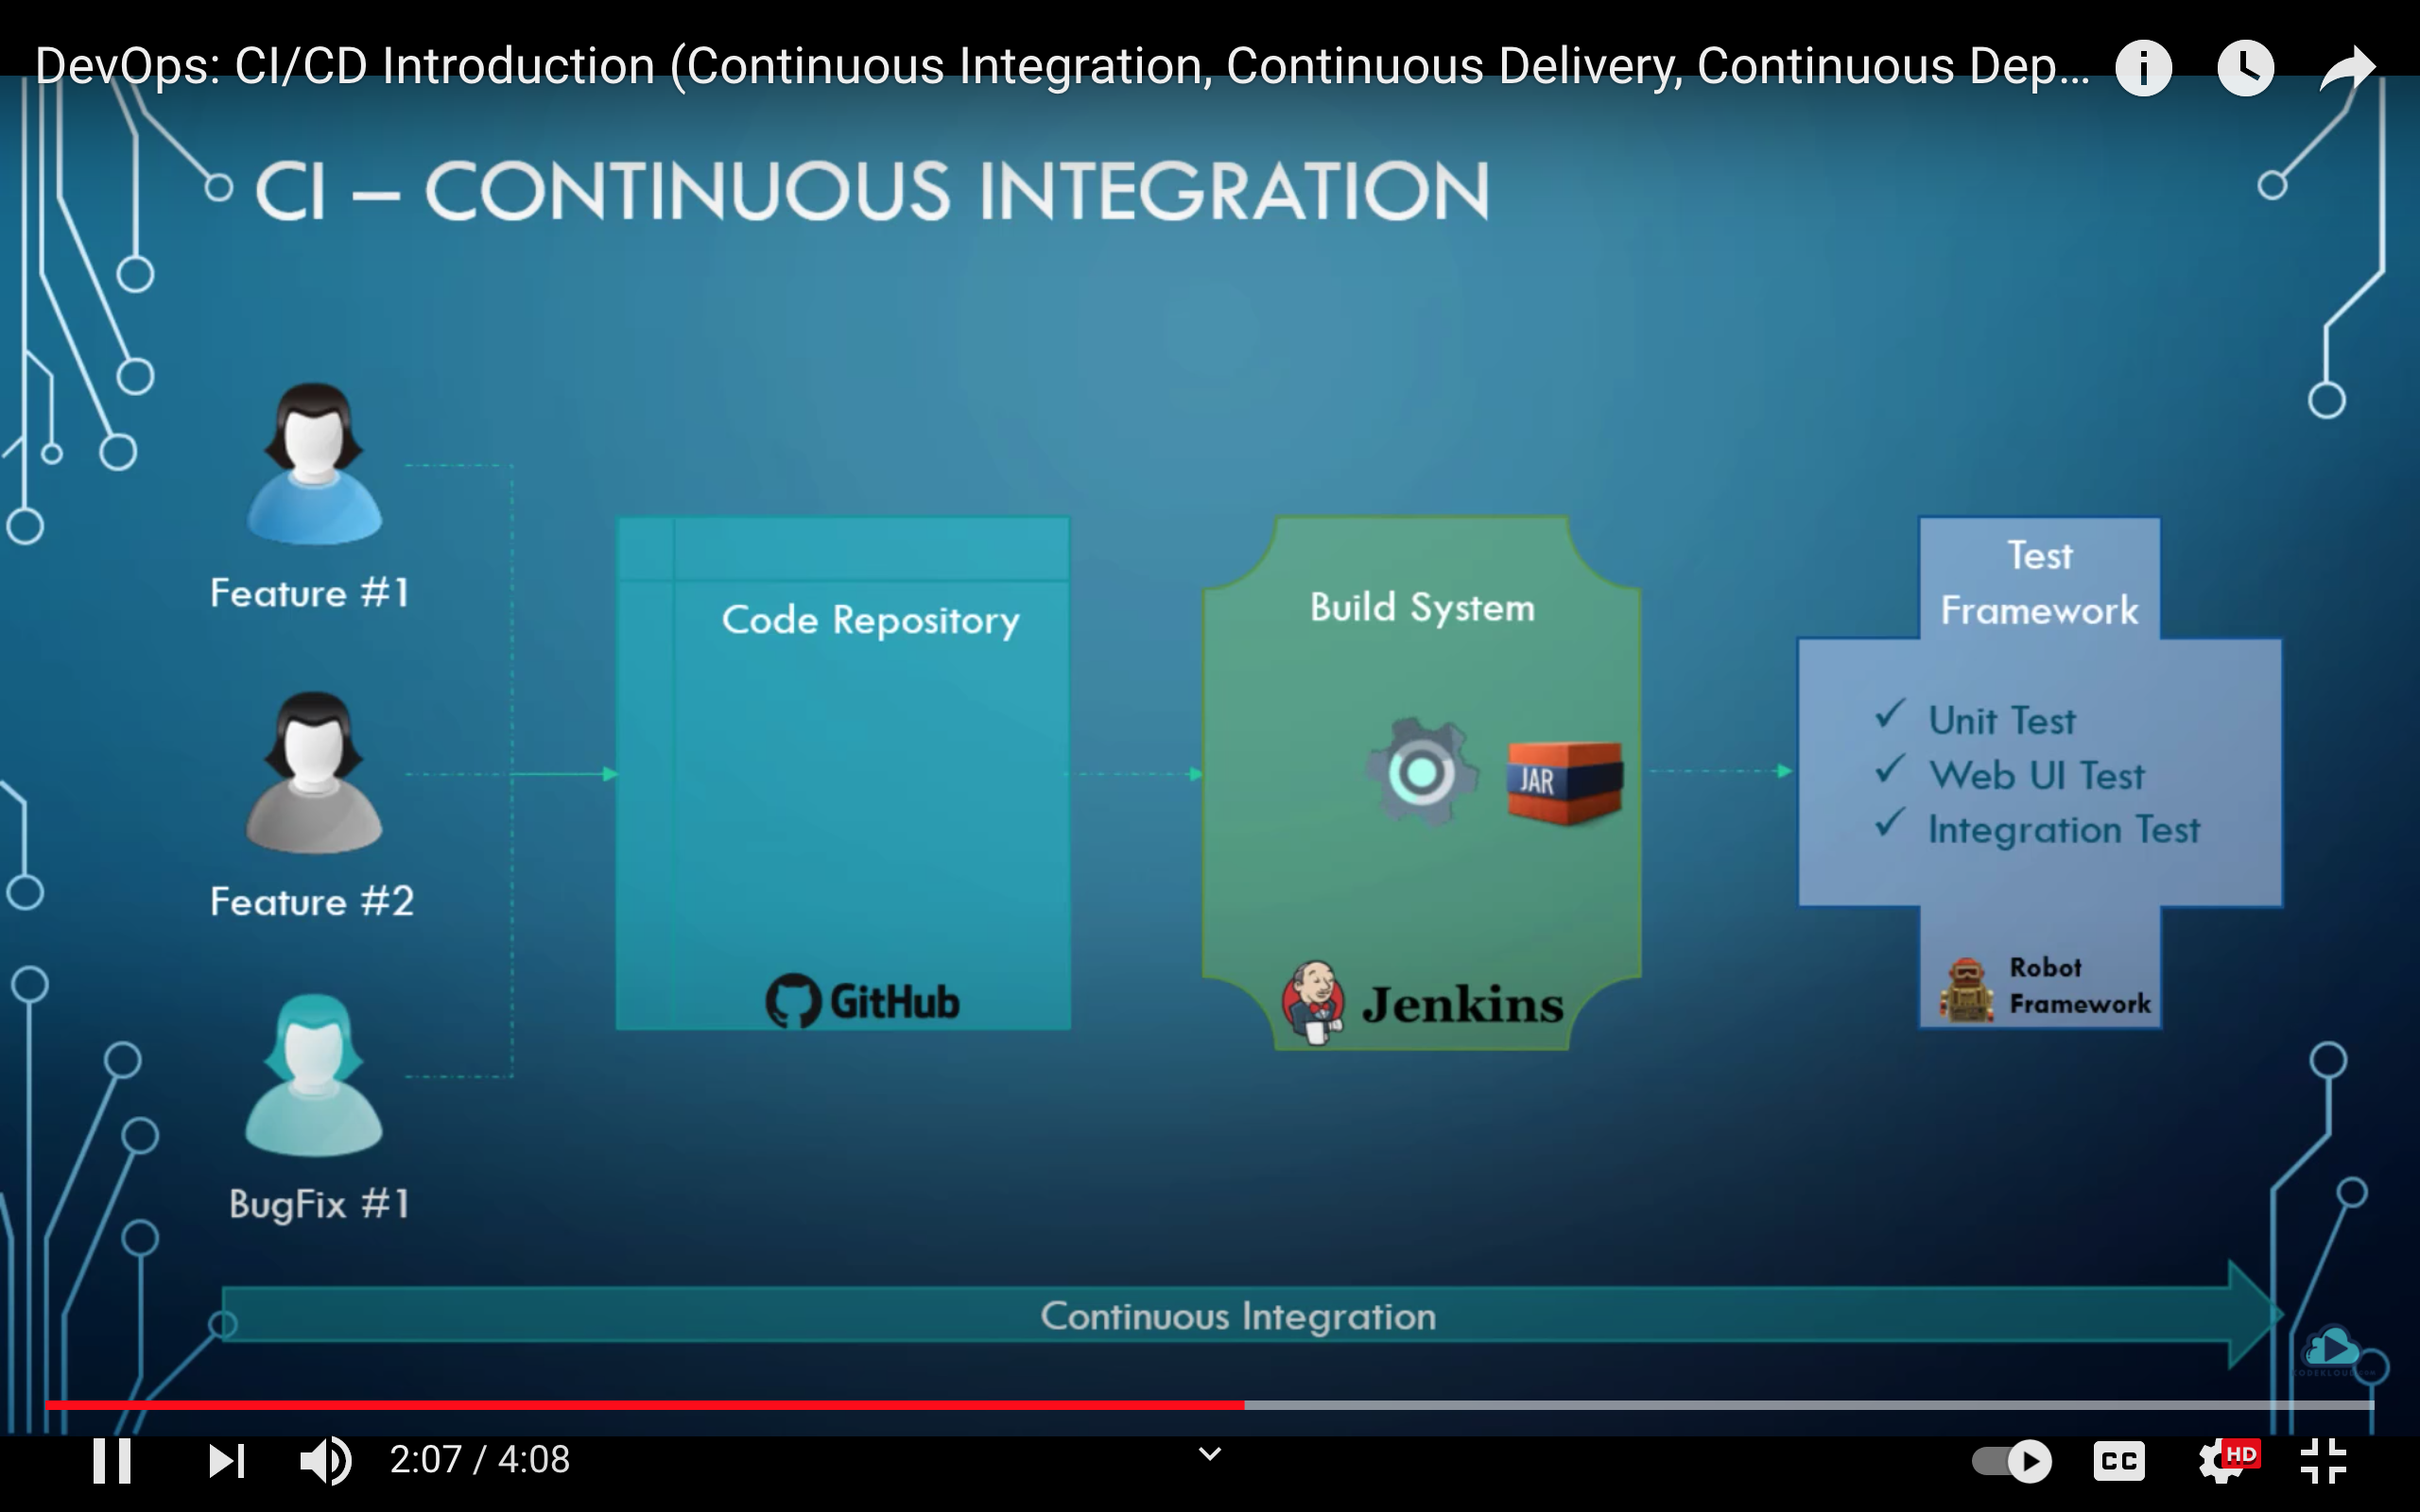 DevOps: CI/CD Introduction (Continuous Integration, Continuous Delivery, Continuous Dep...
CI – CONTINUOUS INTEGRATION
Feature #1
Feature #2
BugFix #1
Code Repository
GitHub
Build System
JAR
Jenkins
Test
Framework
✓ Unit Test
✓ Web UI Test
✓ Integration Test
Robot
Framework
Continuous Integration
2:07 / 4:08
CC
HD